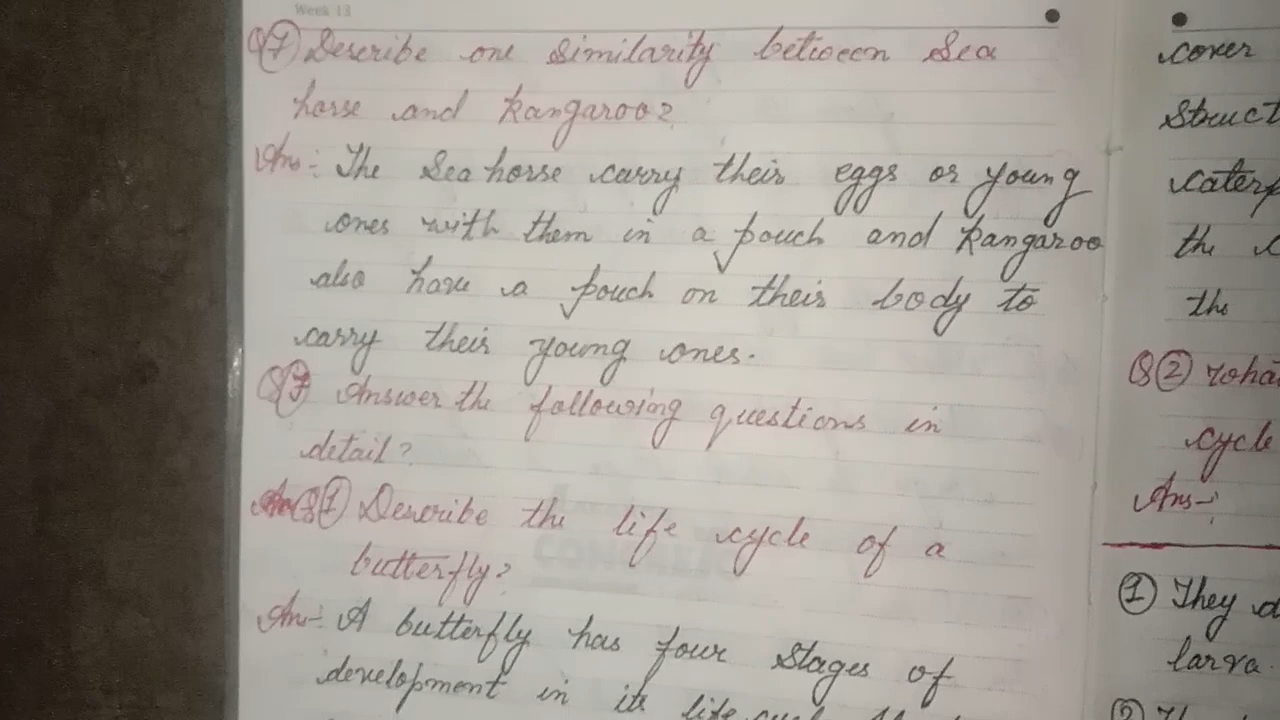 Week 13
Q7 Describe one similarity between Sea
horse and kangaroo?
Ans:- The Sea horse carry their eggs or young
ones with them in a pouch and kangaroo
also have a pouch on their body to
carry their young ones.
Q7 Answer the following questions in
detail?
Q1 Describe the life cycle of a
butterfly?
Ans:- A butterfly has four stages of
development in its life
cover
the
the
Q2
cycle
Ans-:
1 They
larva
2